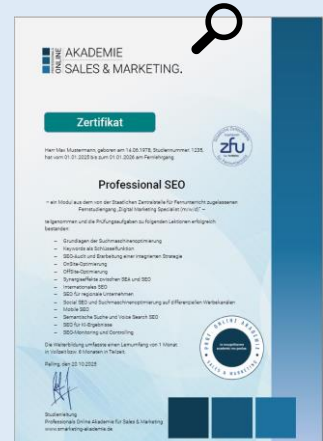 ONLINE
AKADEMIE
SALES & MARKETING.
Zertifikat
Herr Max Mustermann, geboren am 14.06.1978, Studiennummer: 1235,
hat vom 01.01.2025 bis zum 01.01.2026 am Fernlehrgang
zfu
Professional SEO
– ein Modul aus dem von der Staatlichen Zentralstelle für Fernunterricht zugelassenen
Fernstudiengang „Digital Marketing Specialist (m/w/d)" –
teilgenommen und die Prüfungsaufgaben zu folgenden Lektionen erfolgreich
bestanden:
– Grundlagen der Suchmaschinenoptimierung
– Keywords als Schlüsselfunktion
– SEO-Audit und Erarbeitung einer integrierten Strategie
– OnSite-Optimierung
– OffSite-Optimierung
– Synergieeffekte zwischen SEA und SEO
– Internationales SEO
– SEO für regionale Unternehmen
– Social SEO und Suchmaschinenoptimierung auf differenziellen Werbekanälen
– Mobile SEO
– Semantische Suche und Voice Search SEO
– SEO für KI-Ergebnisse
– SEO-Monitoring und Controlling
Die Weiterbildung umfasste einen Lernumfang von 1 Monat
in Vollzeit bzw. 6 Monaten in Teilzeit.
Peiting, den 20.10.2025
Studienleitung
Professionals Online Akademie für Sales & Marketing
www.smarketing-akademie.de